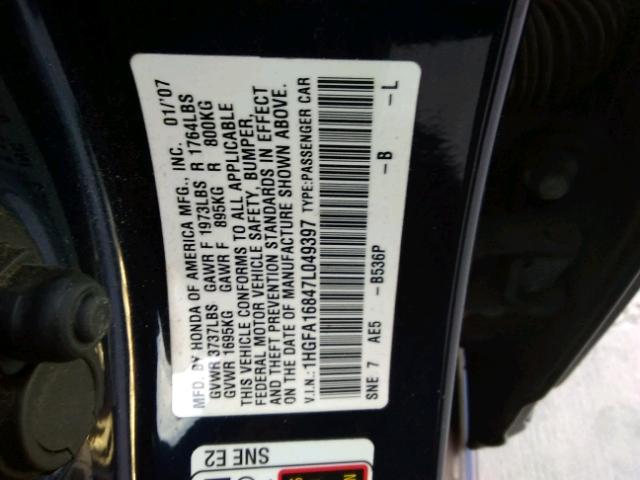 MFD. BY HONDA OF AMERICA MFG., INC. 01/'07
GVWR 3737LBS GAWR F 1973LBS R 1764LBS
GVWR 1695KG GAWR F 895KG R 800KG
THIS VEHICLE CONFORMS TO ALL APPLICABLE
FEDERAL MOTOR VEHICLE SAFETY, BUMPER,
AND THEFT PREVENTION STANDARDS IN EFFECT
ON THE DATE OF MANUFACTURE SHOWN ABOVE.
V.I.N.: 1HGFA16847L049397 TYPE: PASSENGER CAR
SNE 7 AE5 - B536P - B - L
SNE E2